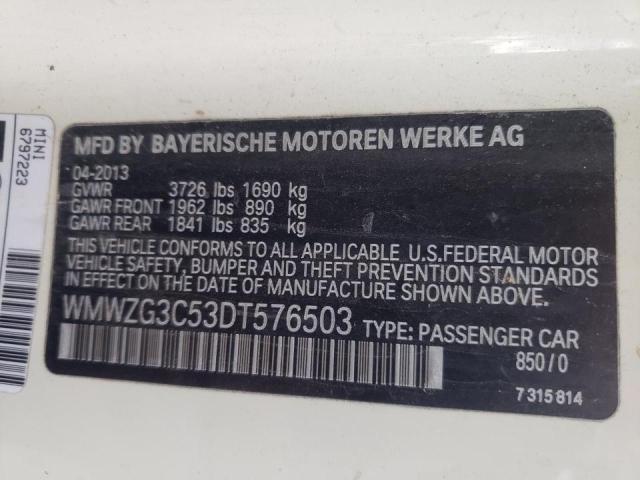 MFD BY BAYERISCHE MOTOREN WERKE AG
04-2013
GVWR 3726 lbs 1690 kg
GAWR FRONT 1962 lbs 890 kg
GAWR REAR 1841 lbs 835 kg
THIS VEHICLE CONFORMS TO ALL APPLICABLE U.S.FEDERAL MOTOR
VEHICLE SAFETY, BUMPER AND THEFT PREVENTION STANDARDS
IN EFFECT ON THE DATE OF MANUFACTURE SHOWN ABOVE.
WMWZG3C53DT576503 TYPE: PASSENGER CAR
850/0
7 315 814
MINI
6797223